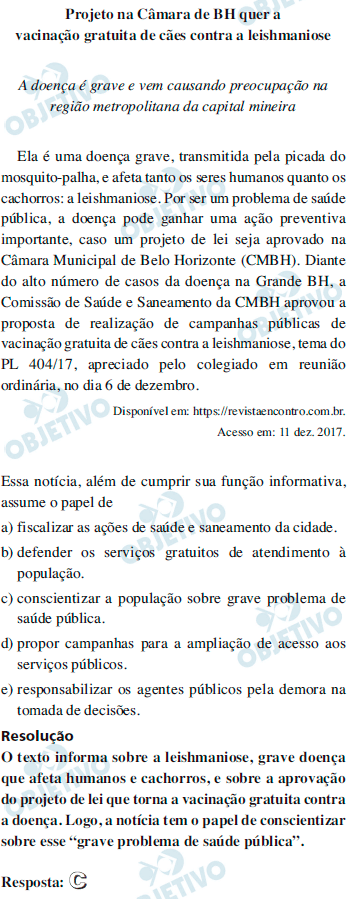 Projeto na Câmara de BH quer a
vacinação gratuita de cães contra a leishmaniose
A doença é grave e vem causando preocupação na
região metropolitana da capital mineira
Ela é uma doença grave, transmitida pela picada do
mosquito-palha, e afeta tanto os seres humanos quanto os
cachorros: a leishmaniose. Por ser um problema de saúde
pública, a doença pode ganhar uma ação preventiva
importante, caso um projeto de lei seja aprovado na
Câmara Municipal de Belo Horizonte (CMBH). Diante
do alto número de casos da doença na Grande BH, a
Comissão de Saúde e Saneamento da CMBH aprovou a
proposta de realização de campanhas públicas de
vacinação gratuita de cães contra a leishmaniose, tema do
PL 404/17, apreciado pelo colegiado em reunião
ordinária, no dia 6 de dezembro.
Disponível em: https://revistaencontro.com.br.
Acesso em: 11 dez. 2017.
Essa notícia, além de cumprir sua função informativa,
assume o papel de
a) fiscalizar as ações de saúde e saneamento da cidade.
b) defender os serviços gratuitos de atendimento à
população.
c) conscientizar a população sobre grave problema de
saúde pública.
d) propor campanhas para a ampliação de acesso aos
serviços públicos.
e) responsabilizar os agentes públicos pela demora na
tomada de decisões.
Resolução
O texto informa sobre a leishmaniose, grave doença
que afeta humanos e cachorros, e sobre a aprovação
do projeto de lei que torna a vacinação gratuita contra
a doença. Logo, a notícia tem o papel de conscientizar
sobre esse “grave problema de saúde pública”.
Resposta: C
OBJETIVO
OBJETIVO
OBJETIVO
OBJETIVO
OBJETIVO
OBJETIVO
OBJETIVO
OBJETIVO